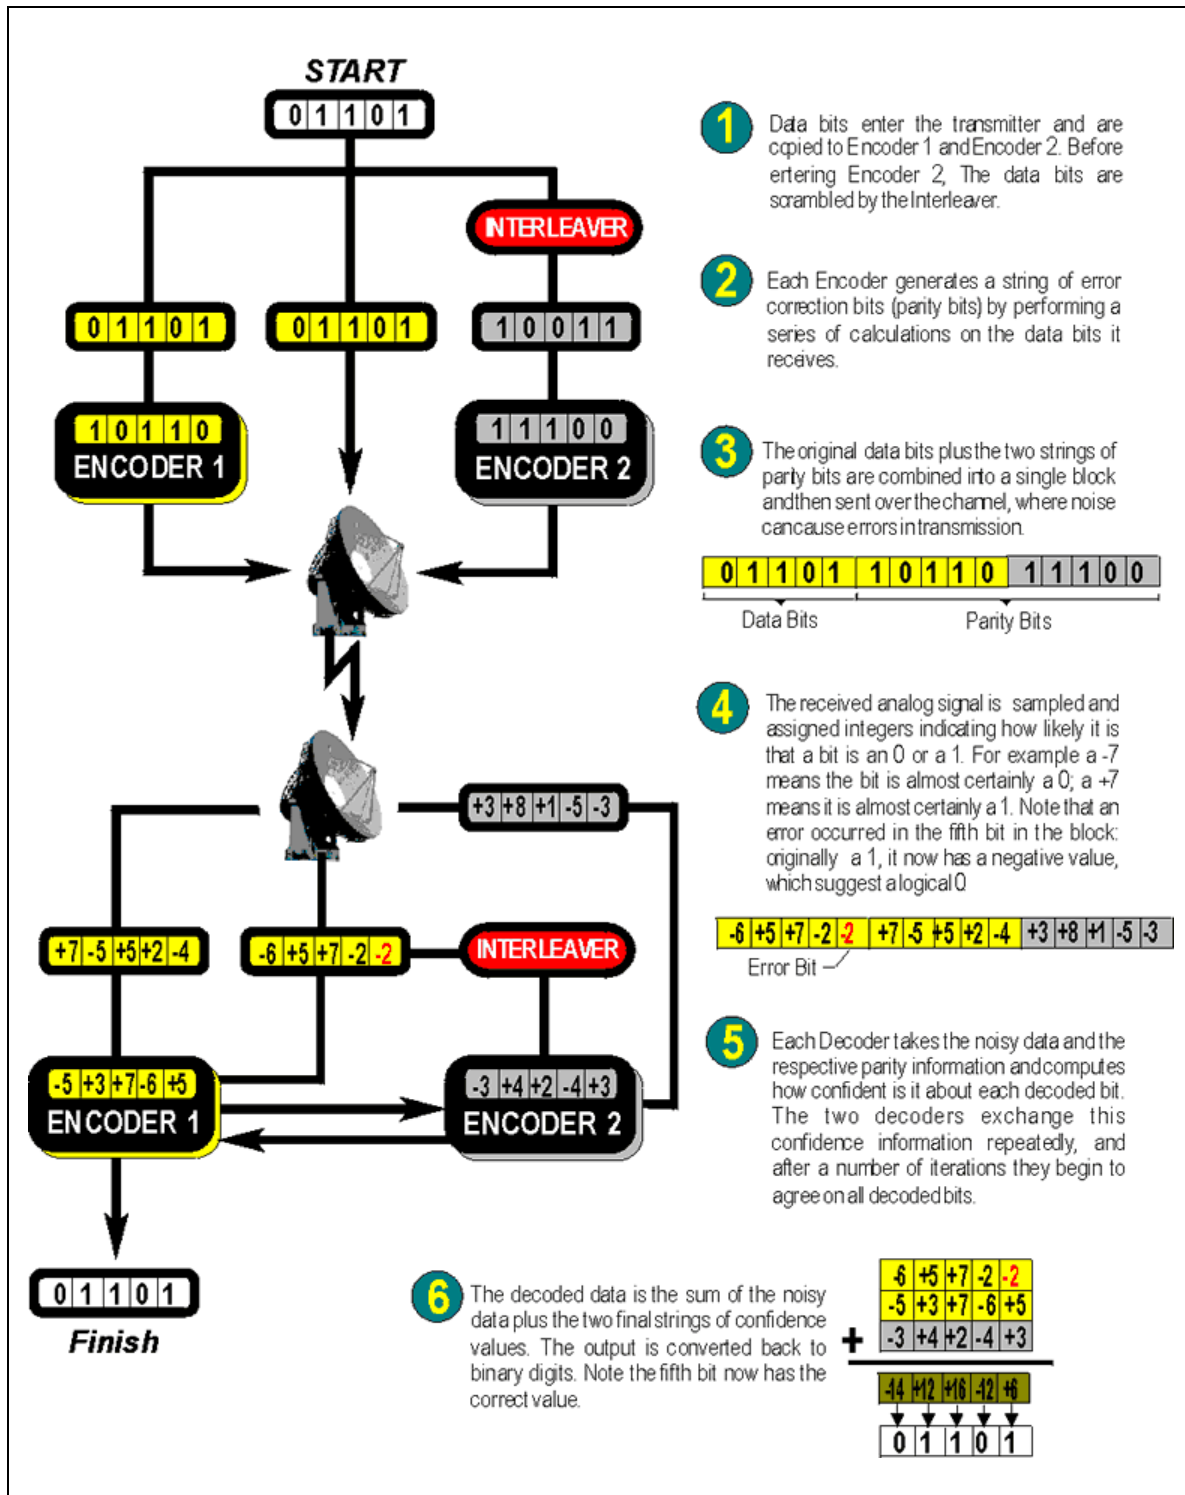 START
0 1 1 0 1
INTERLEAVER
0 1 1 0 1
0 1 1 0 1
1 0 0 1 1
1 0 1 1 0
ENCODER 1
1 1 1 0 0
ENCODER 2
+3 +8 +1 -5 -3
+7 -5 +5 +2 -4
-6 +5 +7 -2 -2
INTERLEAVER
-5 +3 +7 -6 +5
ENCODER 1
-3 +4 +2 -4 +3
ENCODER 2
0 1 1 0 1
Finish
1
Data bits enter the transmitter and are
copied to Encoder 1 and Encoder 2. Before
ertering Encoder 2, The data bits are
scrambled by the Interleaver.
2
Each Encoder generates a string of error
correction bits (parity bits) by performing a
series of calculations on the data bits it
receives.
3
The original data bits plus the two strings of
parity bits are combined into a single block
andthen sent over the channel, where noise
cancause errors in transmission.
0 1 1 0 1 1 0 1 1 0 1 1 1 0 0
Data Bits
Parity Bits
4
The received analog signal is sampled and
assigned integers indicating how likely it is
that a bit is an 0 or a 1. For example a -7
means the bit is almost certainly a 0; a +7
means it is almost certainly a 1. Note that an
error occurred in the fifth bit in the block:
originally a 1, it now has a negative value,
which suggest a logical 0
-6 +5 +7 -2 -2 +7 -5 +5 +2 -4 +3 +8 +1 -5 -3
Error Bit
5
Each Decoder takes the noisy data and the
respective parity information and computes
how confident is it about each decoded bit.
The two decoders exchange this
confidence information repeatedly, and
after a number of iterations they begin to
agree on all decoded bits.
6
The decoded data is the sum of the noisy
data plus the two final strings of confidence
values. The output is converted back to
binary digits. Note the fifth bit now has the
correct value.
-6 +5 +7 -2 -2
-5 +3 +7 -6 +5
+ -3 +4 +2 -4 +3
-14 +12 +16 -12 +6
0 1 1 0 1